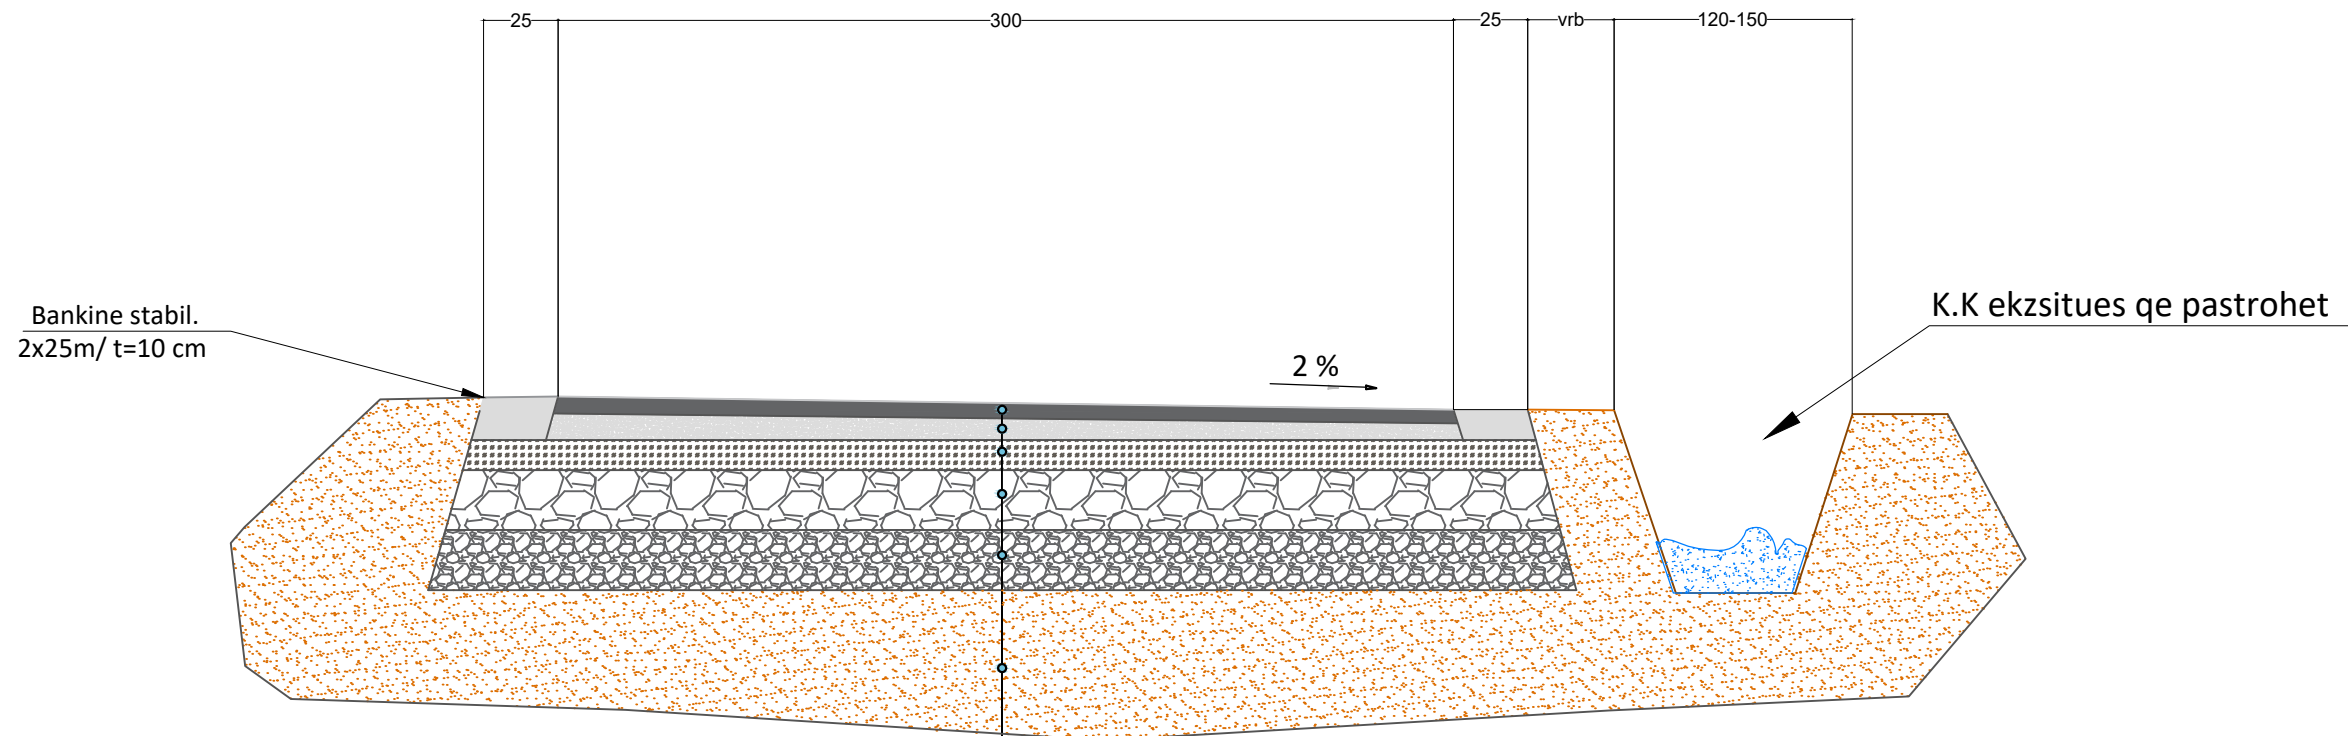 25
300
25
vrb
120-150
Bankine stabil.
2x25m/ t=10 cm
K.K ekzsitues qe pastrohet
2 %